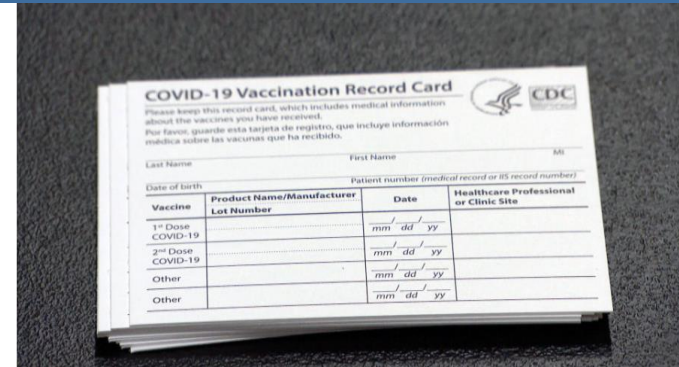 COVID-19 Vaccination Record Card
CDC
Please keep this record card, which includes medical information
about the vaccines you have received.
Por favor, guarde esta tarjeta de registro, que incluye información
médica sobre las vacunas que ha recibido.
Last Name First Name MI
Date of birth Patient number (medical record or IIS record number)
Vaccine Product Name/Manufacturer Date Healthcare Professional
Lot Number or Clinic Site
1st Dose
COVID-19 mm dd yy
2nd Dose
COVID-19 mm dd yy
Other mm dd yy
Other mm dd yy